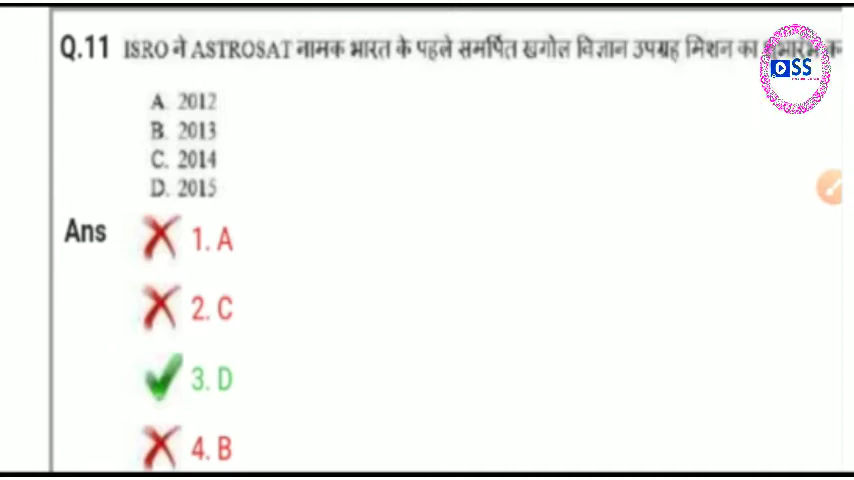 Q.11 ISRO ने ASTROSAT नामक भारत के पहले समर्पित खगोल विज्ञान उपग्रह मिशन का
OSS
A. 2012
B. 2013
C. 2014
D. 2015
Ans
1. A
2. C
3. D
4. B